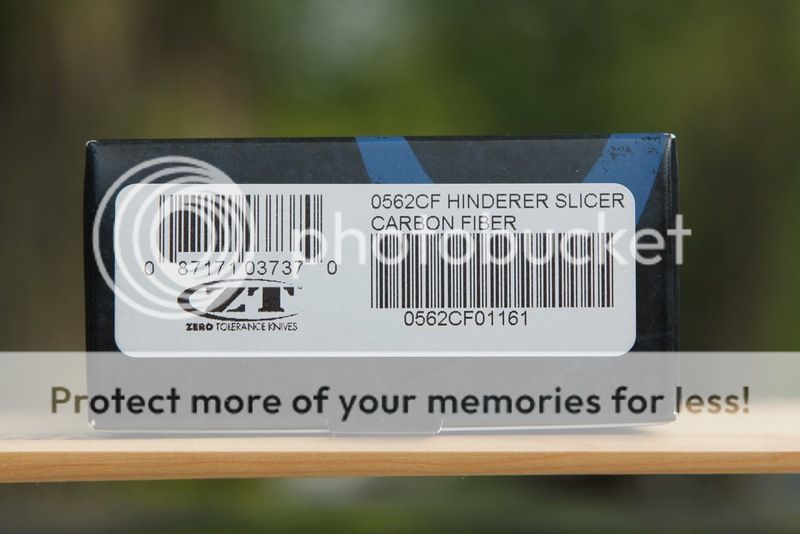 0562CF HINDERER SLICER
CARBON FIBER
0 87171 03737 0
ZT
ZERO TOLERANCE KNIVES
0562CF01161
photobucket
Protect more of your memories for less!